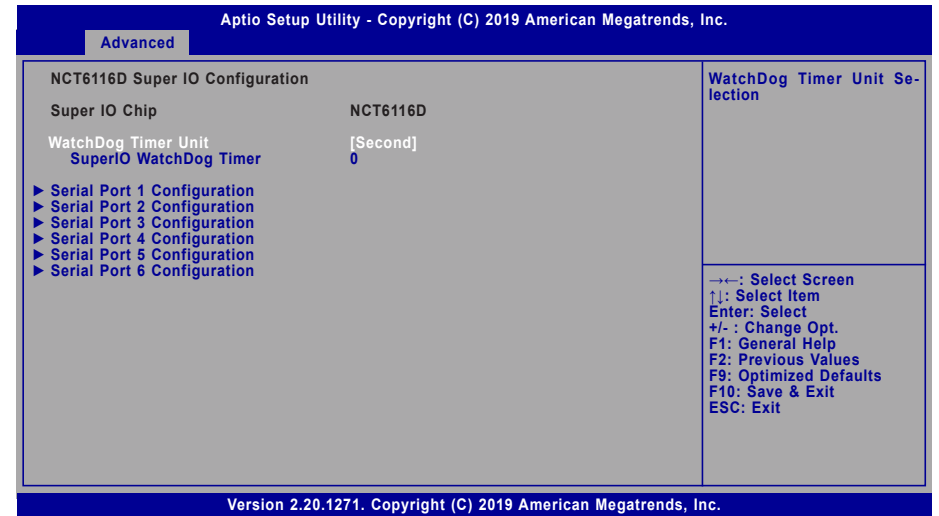 Aptio Setup Utility - Copyright (C) 2019 American Megatrends, Inc.
Advanced
NCT6116D Super IO Configuration
Super IO Chip NCT6116D
WatchDog Timer Unit [Second]
SuperIO WatchDog Timer 0
► Serial Port 1 Configuration
► Serial Port 2 Configuration
► Serial Port 3 Configuration
► Serial Port 4 Configuration
► Serial Port 5 Configuration
► Serial Port 6 Configuration
WatchDog Timer Unit Se-
lection
→←: Select Screen
↑↓: Select Item
Enter: Select
+/- : Change Opt.
F1: General Help
F2: Previous Values
F9: Optimized Defaults
F10: Save & Exit
ESC: Exit
Version 2.20.1271. Copyright (C) 2019 American Megatrends, Inc.